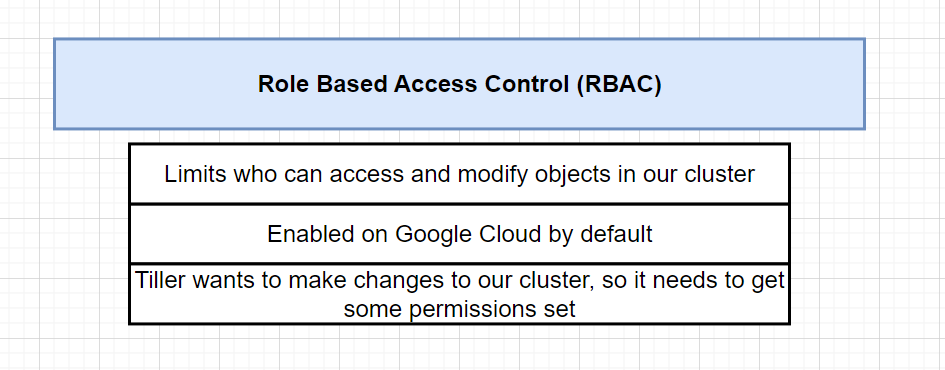 Role Based Access Control (RBAC)
Limits who can access and modify objects in our cluster
Enabled on Google Cloud by default
Tiller wants to make changes to our cluster, so it needs to get
some permissions set